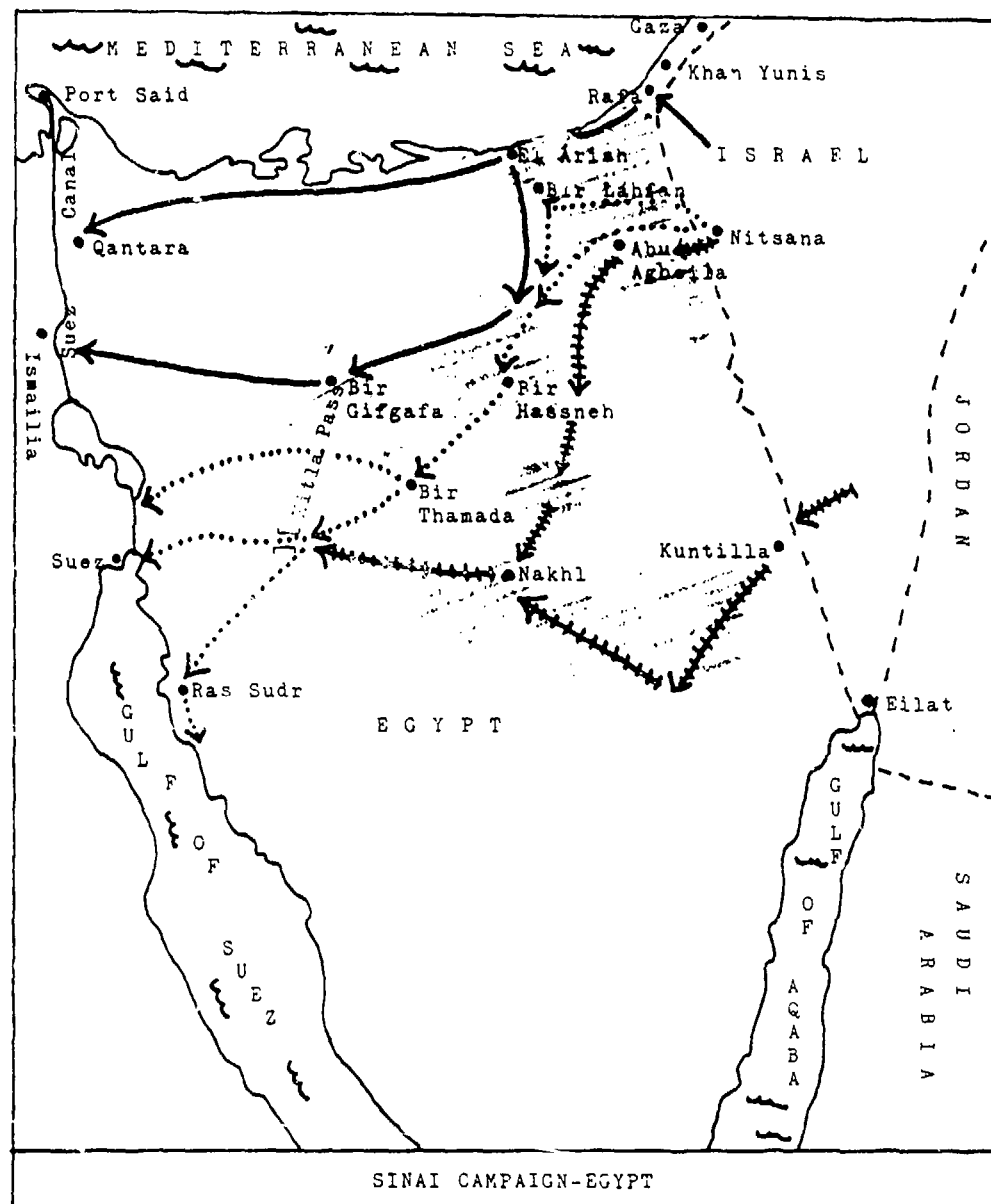 Gaza
MEDITERRANEAN SEA
Khan Yunis
Port Said
Rafa
ISRAEL
El Arish
Bir Lahfan
Canal
Suez
Qantara
Nitsana
Abu
Agheila
Ismailia
Bir
Gifgafa
Bir
Hassneh
Mitla Pass
JORDAN
Bir
Thamada
Suez
Kuntilla
Nakhl
Ras Sudr
EGYPT
Eilat
GULF OF SUEZ
GULF OF AQABA
SAUDI
ARABIA
SINAI CAMPAIGN-EGYPT